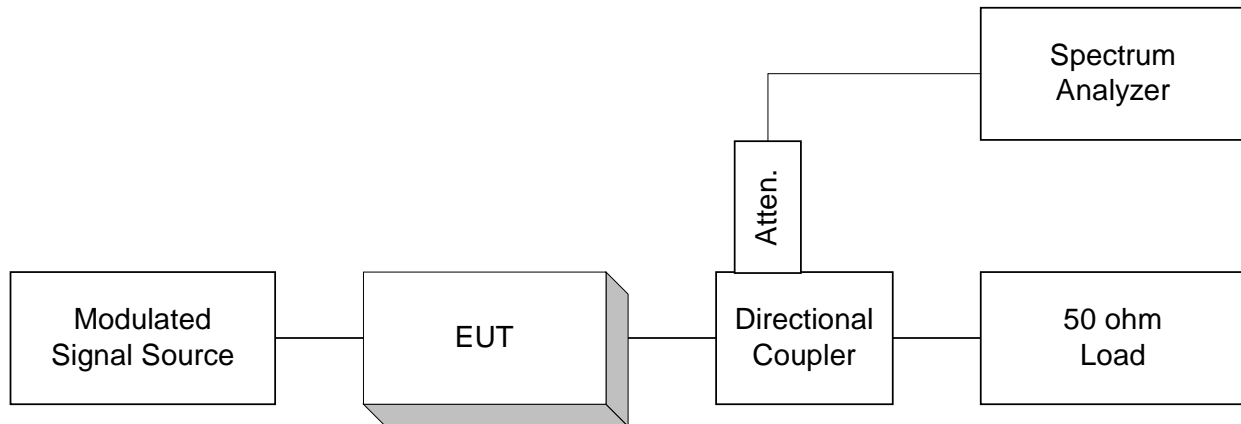 Spectrum
Analyzer
Atten.
Modulated
Signal Source
EUT
Directional
Coupler
50 ohm
Load